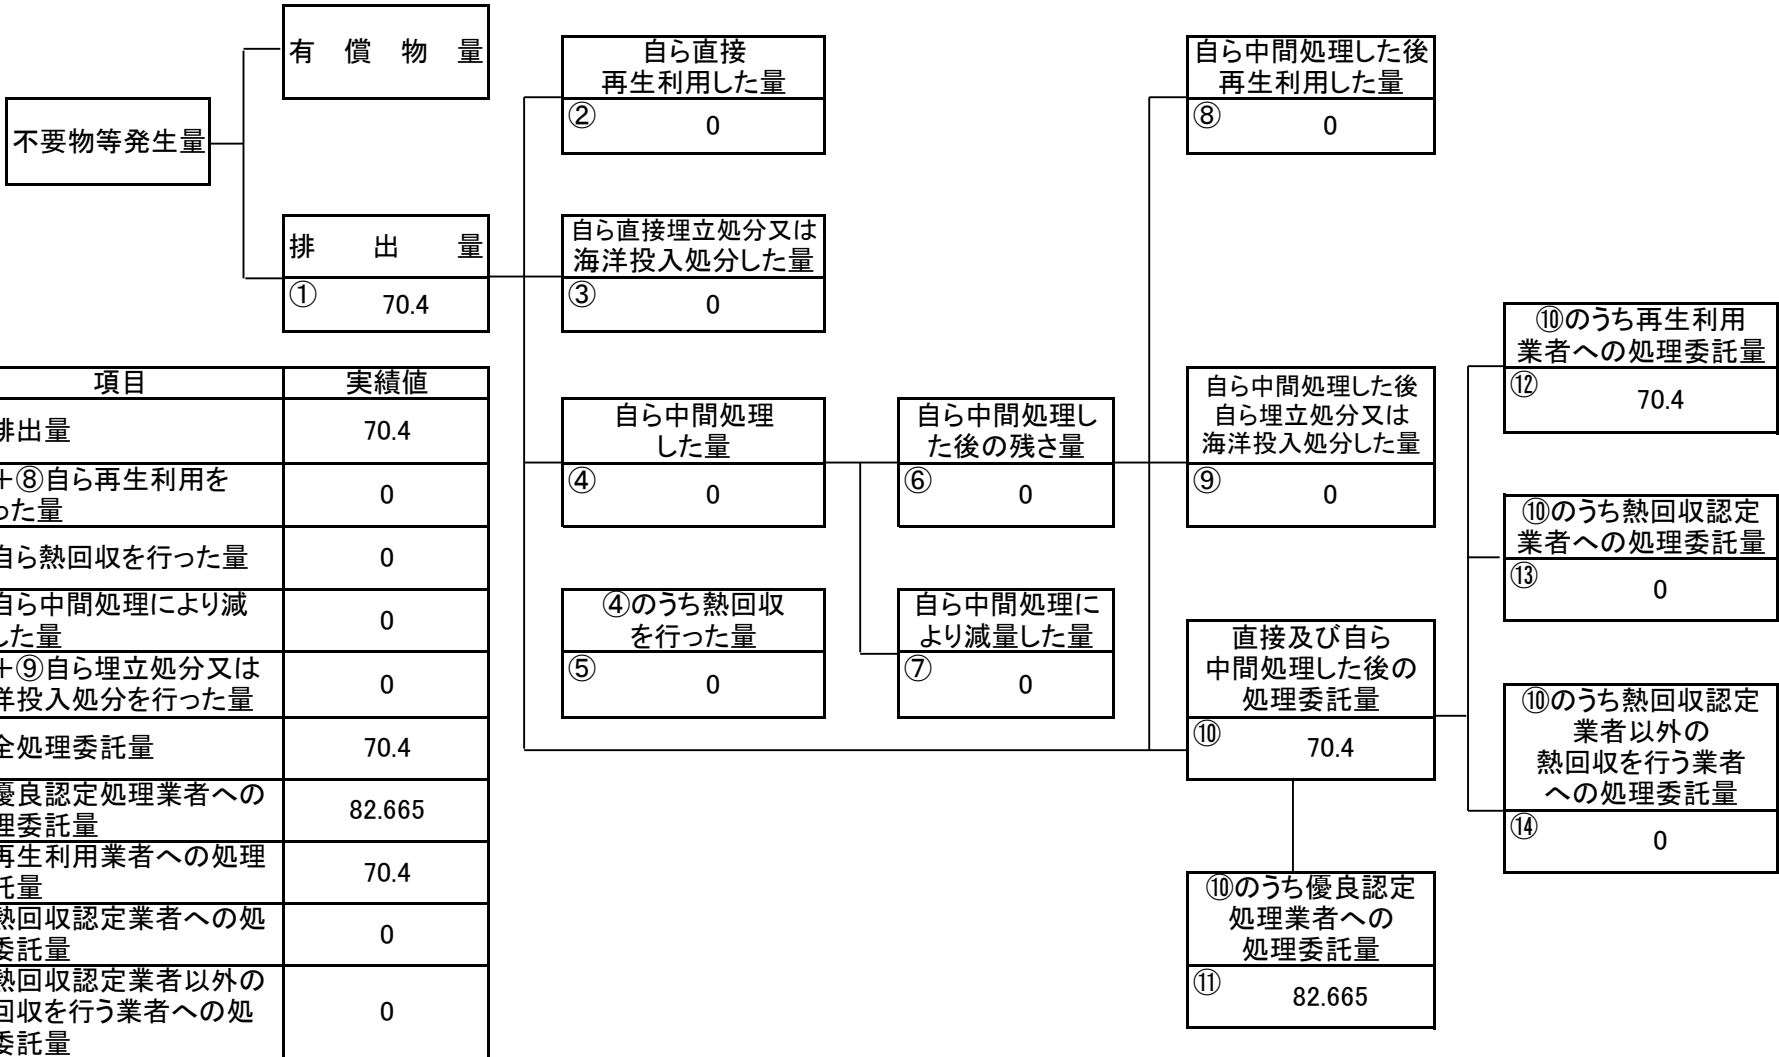 有 償 物 量
不要物等発生量
排 出 量
① 70.4
自ら直接
再生利用した量
② 0
自ら直接埋立処分又は
海洋投入処分した量
③ 0
自ら中間処理
した量
④ 0
④のうち熱回収
を行った量
⑤ 0
自ら中間処理し
た後の残さ量
⑥ 0
自ら中間処理に
より減量した量
⑦ 0
自ら中間処理した後
再生利用した量
⑧ 0
自ら中間処理した後
自ら埋立処分又は
海洋投入処分した量
⑨ 0
直接及び自ら
中間処理した後の
処理委託量
⑩ 70.4
⑩のうち優良認定
処理業者への
処理委託量
⑪ 82.665
⑩のうち再生利用
業者への処理委託量
⑫ 70.4
⑩のうち熱回収認定
業者への処理委託量
⑬ 0
⑩のうち熱回収認定
業者以外の
熱回収を行う業者
への処理委託量
⑭ 0
項目 実績値
排出量 70.4
+⑧自ら再生利用を
った量 0
自ら熱回収を行った量 0
自ら中間処理により減
した量 0
+⑨自ら埋立処分又は
洋投入処分を行った量 0
全処理委託量 70.4
優良認定処理業者への
理委託量 82.665
再生利用業者への処理
託量 70.4
熱回収認定業者への処
委託量 0
熱回収認定業者以外の
回収を行う業者への処
委託量 0